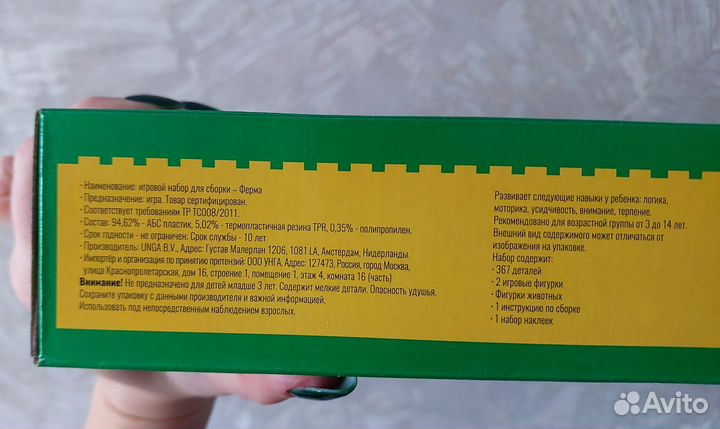 - Наименование: игровой набор для сборки – Ферма
- Предназначение: игра. Товар сертифицирован.
- Соответствует требованиям ТР ТС008/2011.
- Состав: 94,62% - АБС пластик, 5,02% - термопластичная резина TPR, 0,35% - полипропилен.
- Срок годности - не ограничен; Срок службы - 10 лет
- Производитель: UNGA B.V., Адрес: Густав Малерлан 1206, 1081 LA, Амстердам, Нидерланды.
- Импортёр и организация по принятию претензий: ООО УНГА, Адрес: 127473, Россия, город Москва,
улица Краснопролетарская, дом 16, строение 1, помещение 1, этаж 4, комната 16 (часть)
Внимание! Не предназначено для детей младше 3 лет. Содержит мелкие детали. Опасность удушья.
Сохраните упаковку с данными производителя и важной информацией.
Использовать под непосредственным наблюдением взрослых.
Развивает следующие навыки у ребенка: логика,
моторика, усидчивость, внимание, терпение.
Рекомендовано для возрастной группы от 3 до 14 лет.
Внешний вид содержимого может отличаться от
изображения на упаковке.
Набор содержит:
- 367 деталей
- 2 игровые фигурки
- Фигурки животных
- 1 инструкцию по сборке
- 1 набор наклеек
Avito